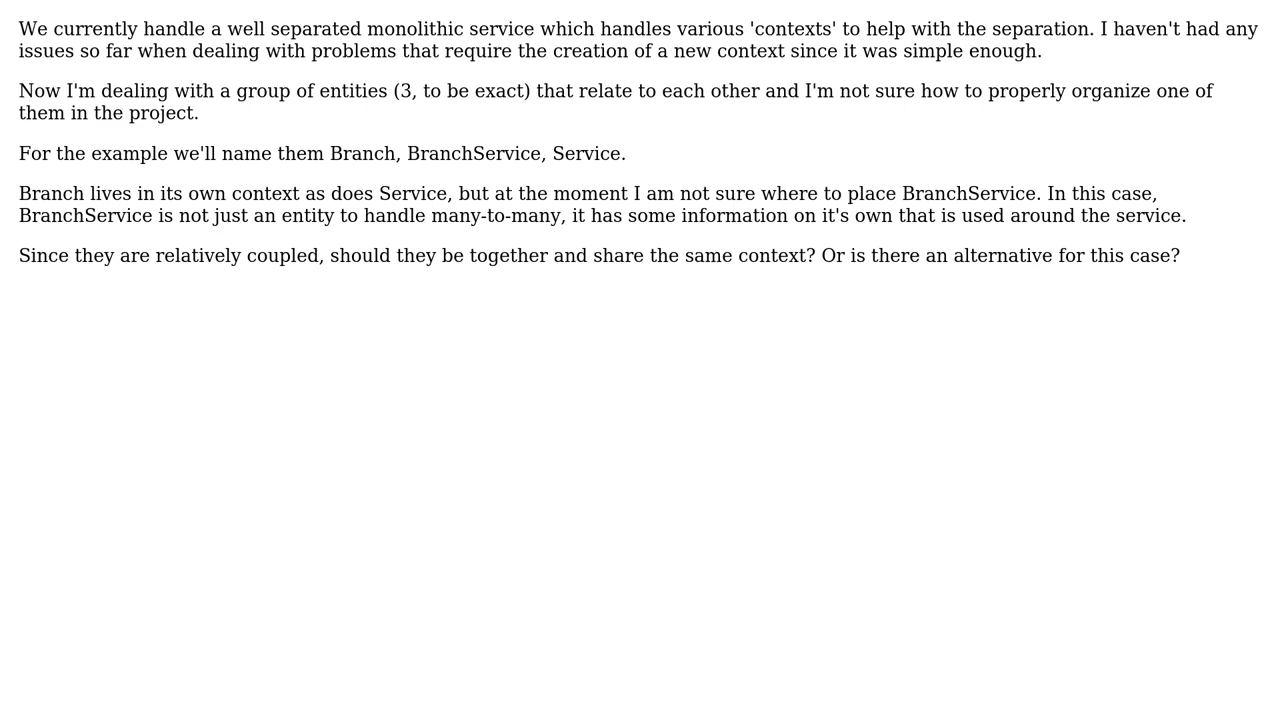 We currently handle a well separated monolithic service which handles various 'contexts' to help with the separation. I haven't had any
issues so far when dealing with problems that require the creation of a new context since it was simple enough.
Now I'm dealing with a group of entities (3, to be exact) that relate to each other and I'm not sure how to properly organize one of
them in the project.
For the example we'll name them Branch, BranchService, Service.
Branch lives in its own context as does Service, but at the moment I am not sure where to place BranchService. In this case,
BranchService is not just an entity to handle many-to-many, it has some information on it's own that is used around the service.
Since they are relatively coupled, should they be together and share the same context? Or is there an alternative for this case?